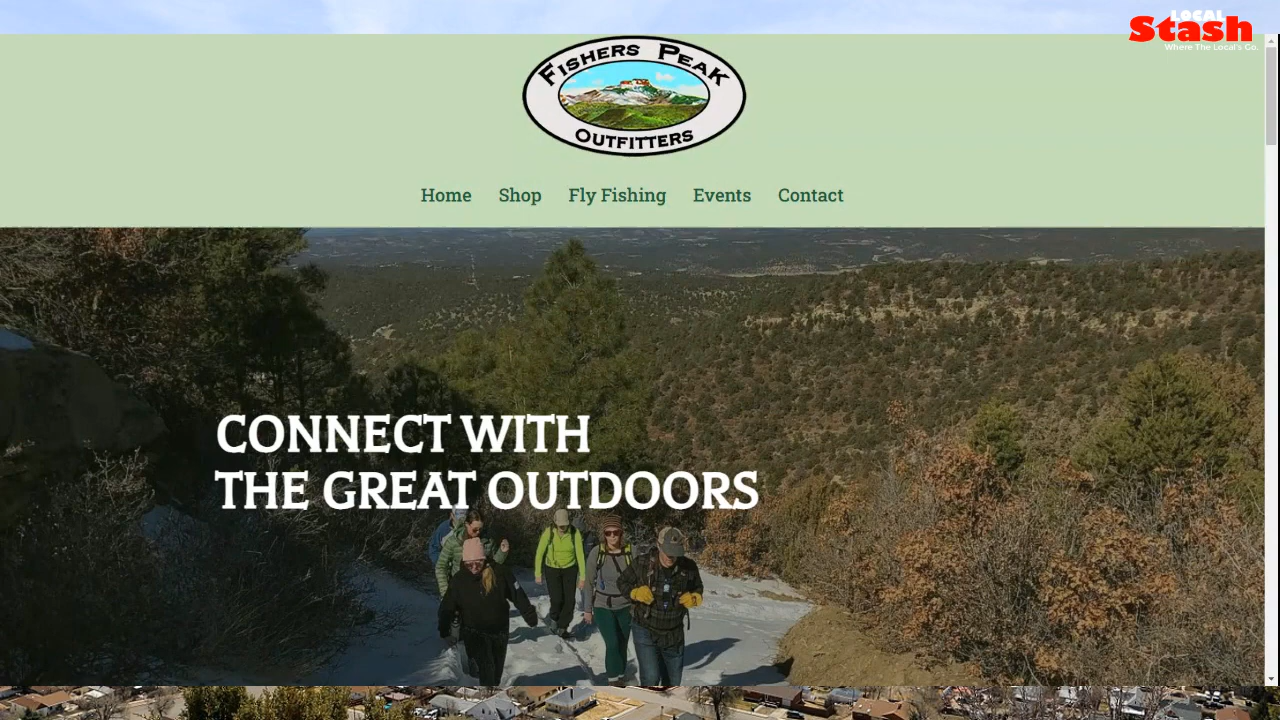 LOCAL
Stash
Where The Local's Go.
FISHERS PEAK
OUTFITTERS
Home Shop Fly Fishing Events Contact
CONNECT WITH
THE GREAT OUTDOORS